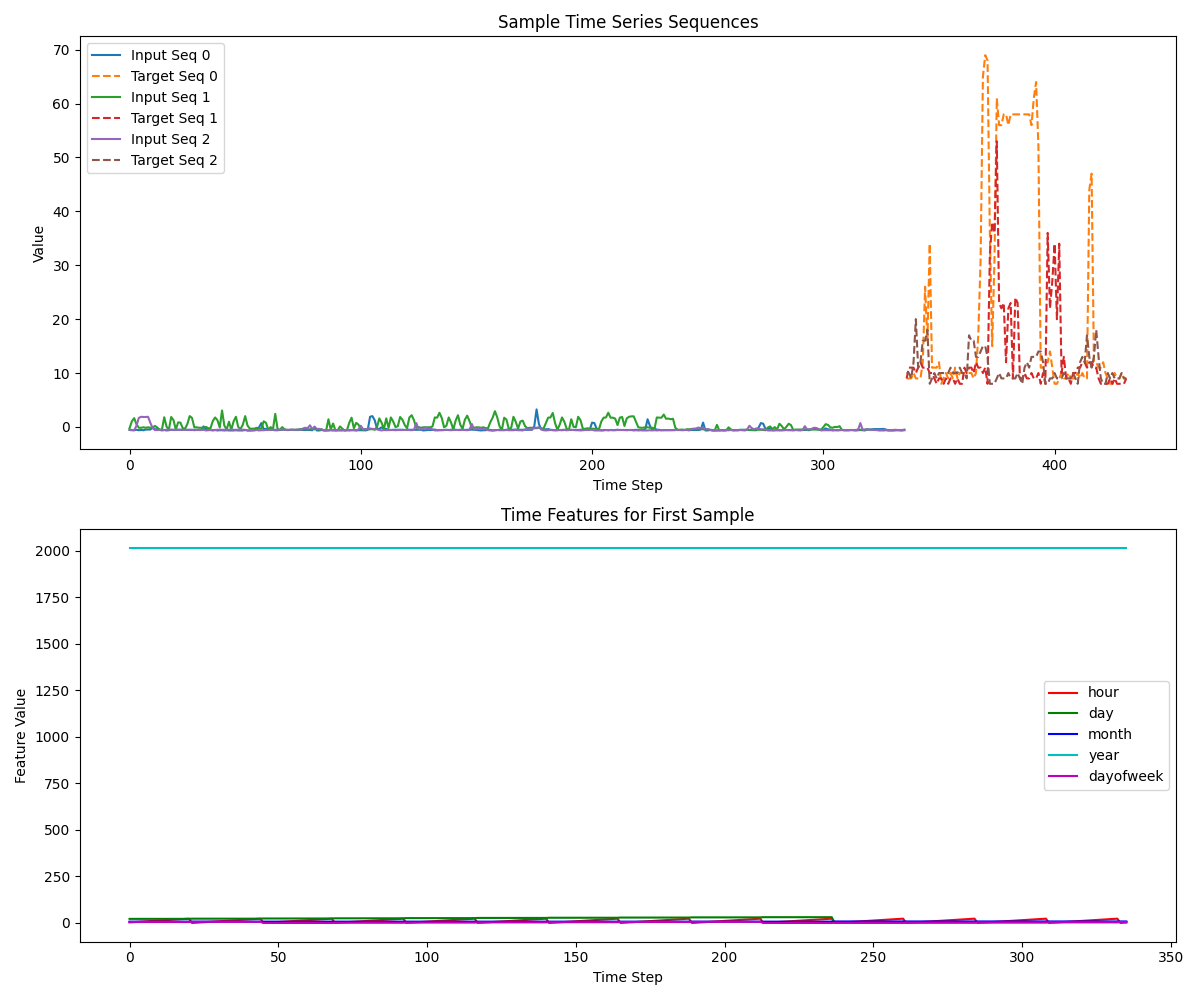 Sample Time Series Sequences
70
60
50
40
30
20
10
0
Value
Input Seq 0
Target Seq 0
Input Seq 1
Target Seq 1
Input Seq 2
Target Seq 2
0 100 200 300 400
Time Step
Time Features for First Sample
2000
1750
1500
1250
1000
750
500
250
0
Feature Value
hour
day
month
year
dayofweek
0 50 100 150 200 250 300 350
Time Step